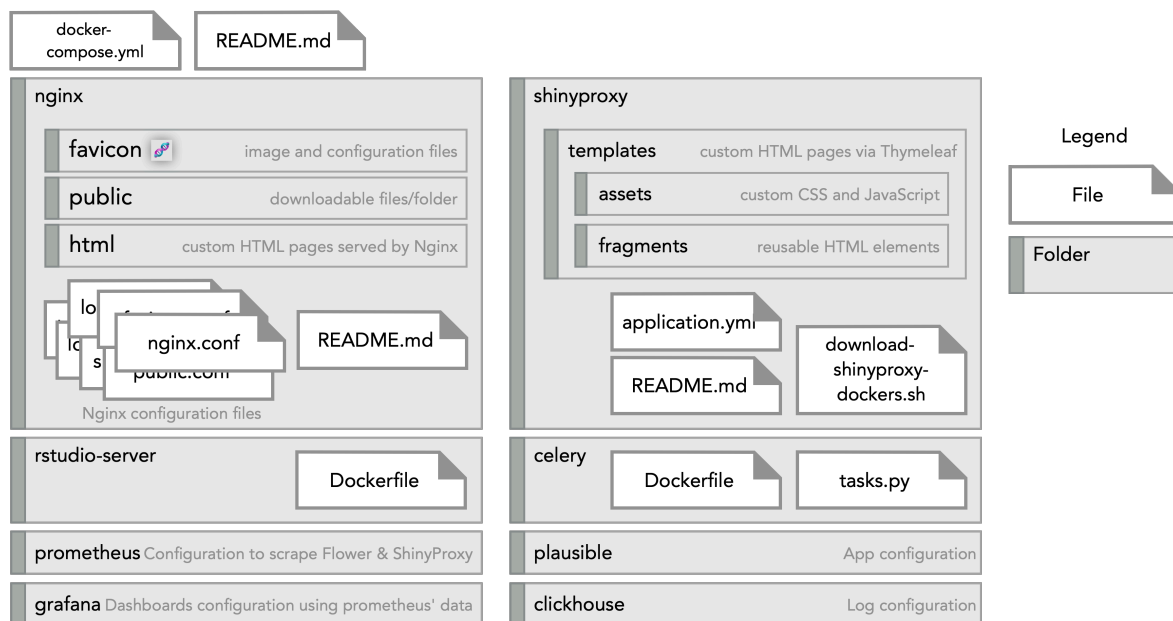 docker-
compose.yml
README.md
nginx
favicon image and configuration files
public downloadable files/folder
html custom HTML pages served by Nginx
lo
lo
s
nginx.conf
public.conf
README.md
Nginx configuration files
shinyproxy
templates custom HTML pages via Thymeleaf
assets custom CSS and JavaScript
fragments reusable HTML elements
application.yml
README.md
download-
shinyproxy-
dockers.sh
Legend
File
Folder
rstudio-server
Dockerfile
celery
Dockerfile
tasks.py
prometheus Configuration to scrape Flower & ShinyProxy
plausible App configuration
grafana Dashboards configuration using prometheus' data
clickhouse Log configuration